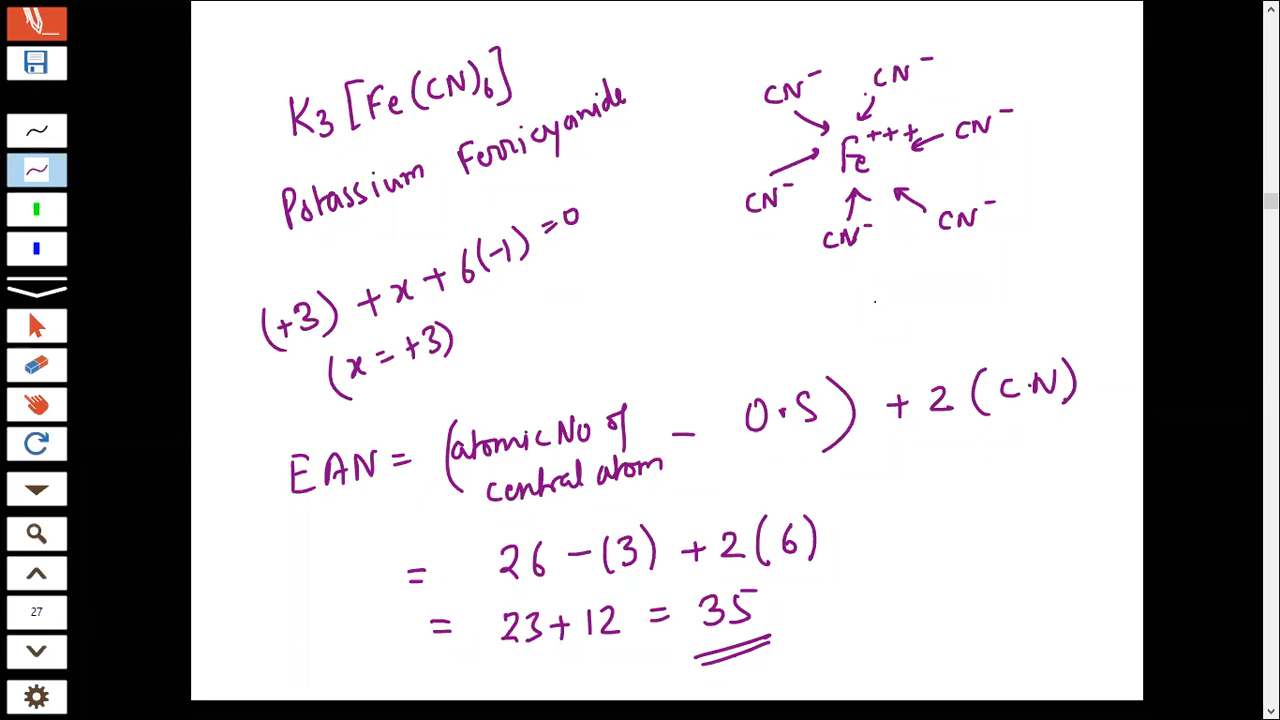 K3 [Fe(CN)6]
Potassium Ferricyanide
(+3) + x + 6(-1) = 0
(x = +3)
CN⁻
CN⁻
CN⁻
Fe⁺⁺⁺
CN⁻
CN⁻
CN⁻
EAN = (atomic No of central atom - O.S) + 2 (C.N)
= 26 - (3) + 2(6)
= 23 + 12 = 35
27